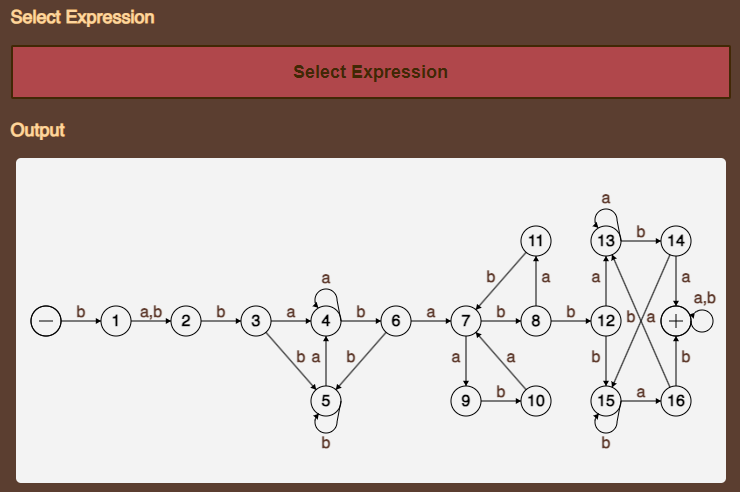 Select Expression
Select Expression
Output
a
11 b 13 14
b a a a
a a,b
b a,b b a b a b b b a
− 1 2 3 4 6 7 8 12 +
b a b a a b b
b a
5 9 10 15 16
b b